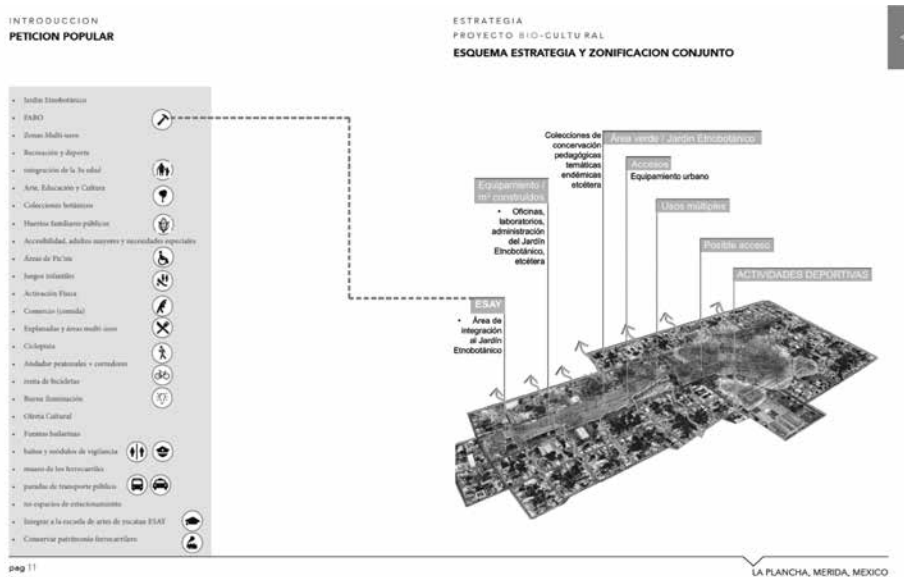 INTRODUCCION
PETICION POPULAR
• Jardín Etnobotánico
• FARO
• Zonas Multi-usos
• Recreación y deporte
• integración de la 3a edad
• Arte, Educación y Cultura
• Colecciones botánicos
• Huertos familiares públicos
• Accesibilidad, adultos mayores y necesidades especiales
• Áreas de Pic'nic
• Juegos infantiles
• Activación Física
• Comercio (comida)
• Explanadas y áreas multi-usos
• Ciclopista
• Andador peatonales + corredores
• renta de bicicletas
• Buena iluminación
• Oferta Cultural
• Fuentes bailarinas
• baños y módulos de vigilancia
• museo de los ferrocarriles
• paradas de transporte público
• no espacios de estacionamiento
• Integrar a la escuela de artes de yucatan ESAY
• Conservar patrimonio ferrocarrilero
pag 11
ESTRATEGIA
PROYECTO BIO-CULTURAL
ESQUEMA ESTRATEGIA Y ZONIFICACION CONJUNTO
Colecciones de
concervación
pedagógicas
temáticas
endémicas
etcétera
Área verde / Jardín Etnobotánico
Accesos
Equipamiento urbano
Equipamiento /
m² construídos
• Oficinas,
laboratorios,
administración
del Jardín
Etnobotánico,
etcétera
Usos múltiples
Posible acceso
ACTIVIDADES DEPORTIVAS
ESAY
• Área de
integración
al Jardín
Etnobotánico
LA PLANCHA, MERIDA, MEXICO